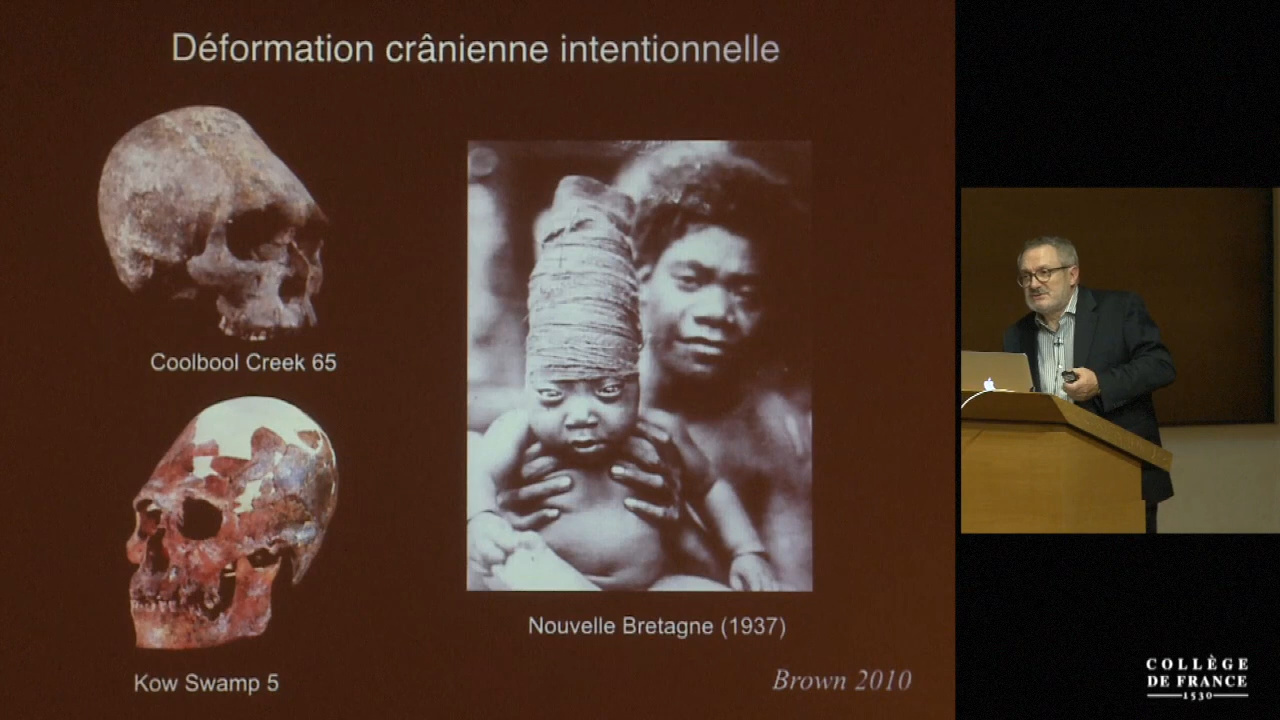 Déformation crânienne intentionnelle
Coolbool Creek 65
Kow Swamp 5
Nouvelle Bretagne (1937)
Brown 2010
COLLÈGE
DE FRANCE
1530